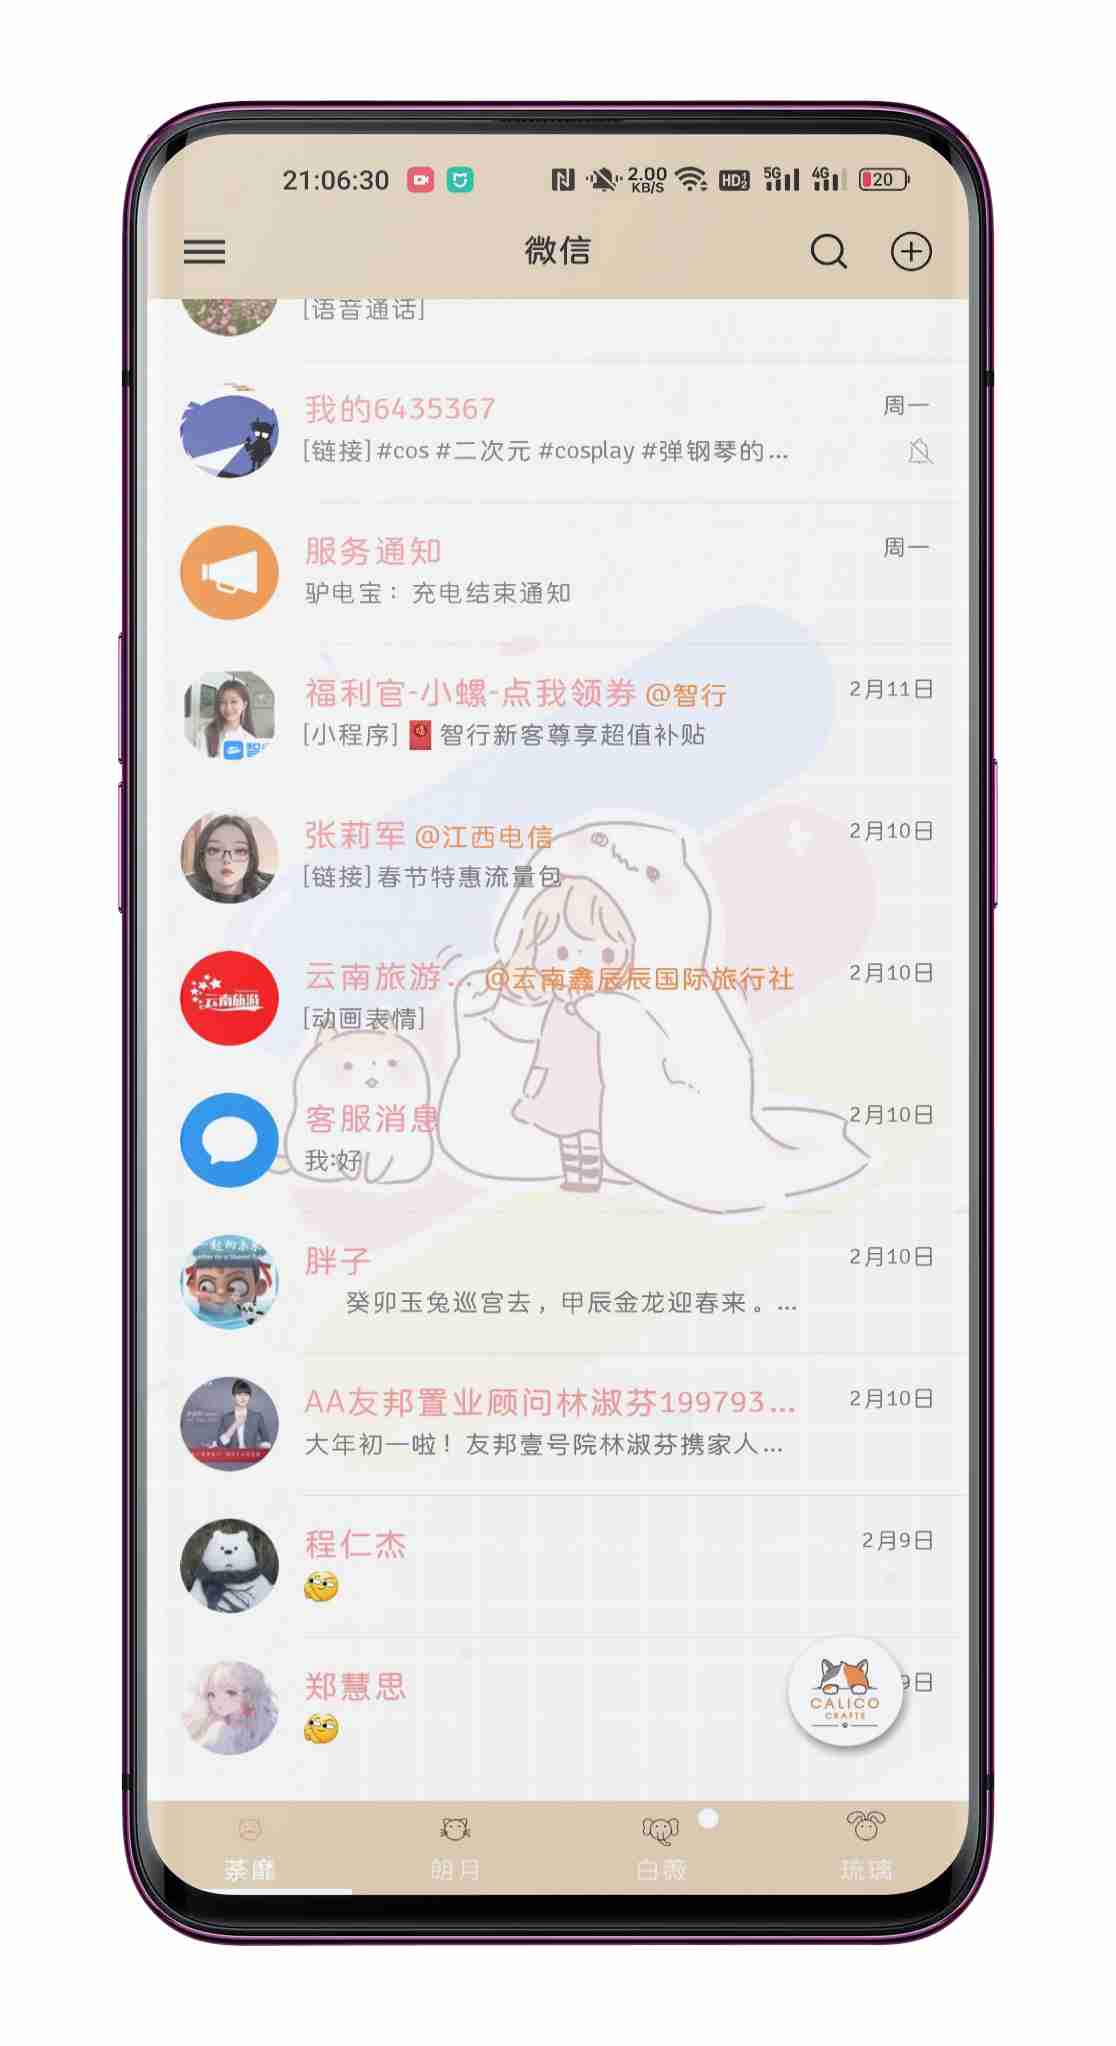 21:06:30 2.00 KB/S HD 1 2 5G 4G 20
微信
[语音通话]
我的6435367 周一
[链接] #cos #二次元 #cosplay #弹钢琴的...
服务通知 周一
驴电宝：充电结束通知
福利官-小螺-点我领券 @智行 2月11日
[小程序] 智行新客尊享超值补贴
张莉军 @江西电信 2月10日
[链接] 春节特惠流量包
云南旅游... @云南鑫辰辰国际旅行社 2月10日
云南旅游
[动画表情]
客服消息 2月10日
我:好
胖子 2月10日
癸卯玉兔巡宫去，甲辰金龙迎春来。...
AA友邦置业顾问林淑芬199793... 2月10日
大年初一啦！友邦壹号院林淑芬携家人...
程仁杰 2月9日
郑慧思 9日
CALICO
CRAFTS
荼靡 朗月 白薇 琉璃